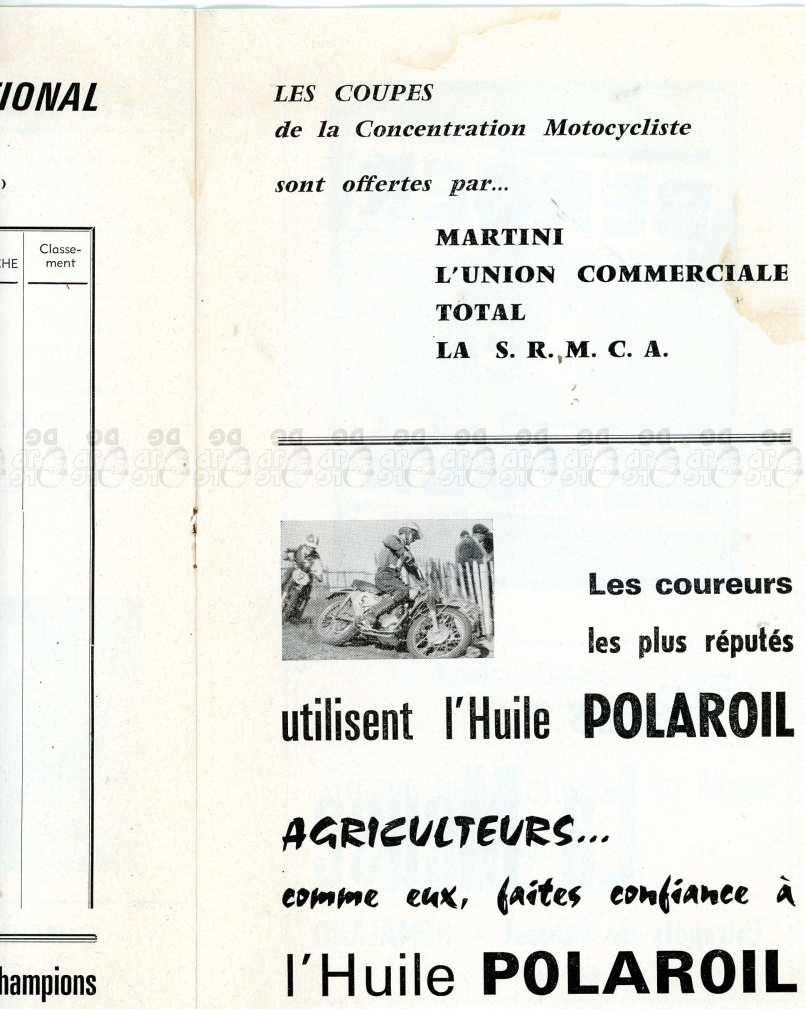 IONAL
)
CHE
Classe-
ment
hampions
LES COUPES
de la Concentration Motocycliste
sont offertes par...
MARTINI
L'UNION COMMERCIALE
TOTAL
LA S. R. M. C. A.
Les coureurs
les plus réputés
utilisent l'Huile POLAROIL
AGRICULTEURS...
comme eux, faites confiance à
l'Huile POLAROIL